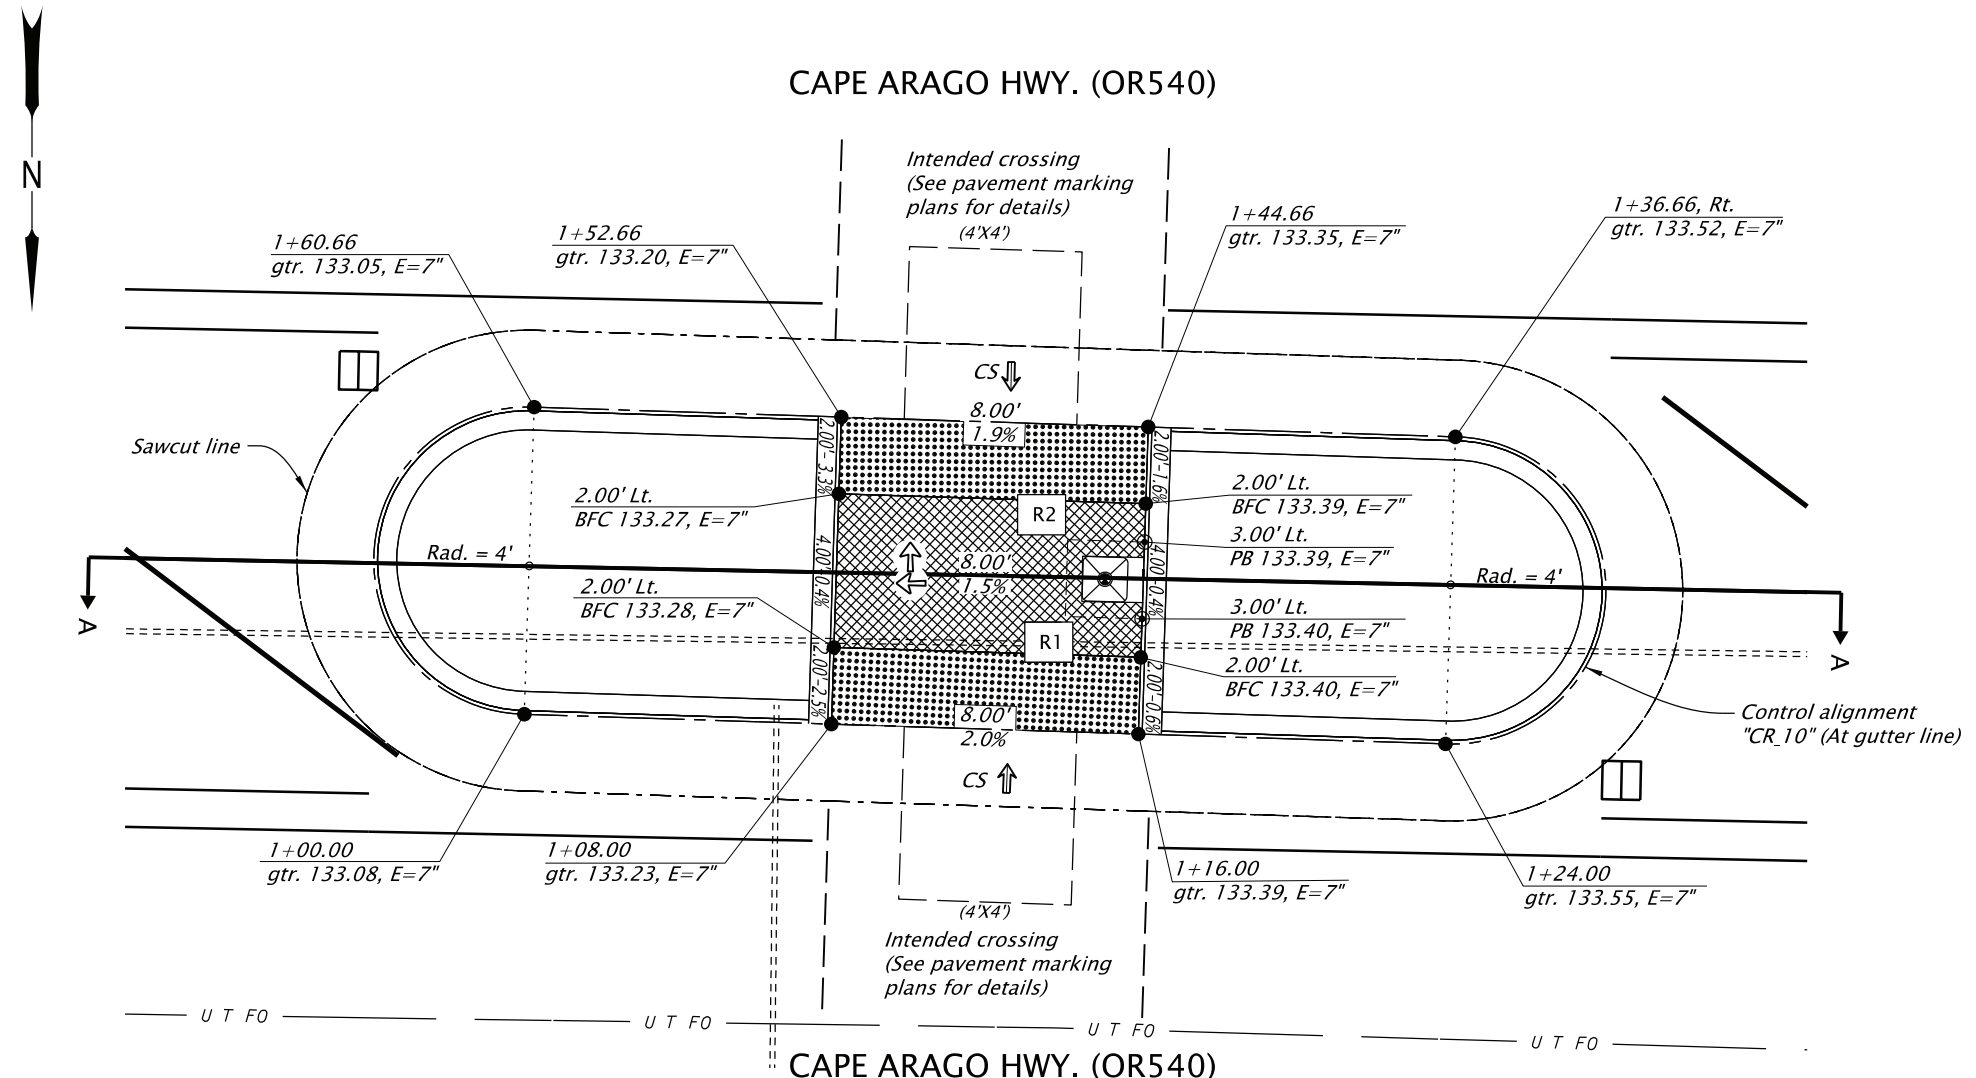 CAPE ARAGO HWY. (OR540)
N
Intended crossing
(See pavement marking
plans for details)
(4'X4')
1+60.66
gtr. 133.05, E=7"
1+52.66
gtr. 133.20, E=7"
1+44.66
gtr. 133.35, E=7"
1+36.66, Rt.
gtr. 133.52, E=7"
CS
8.00'
1.9%
2.00'-3.3%
2.00'-1.6%
Sawcut line
2.00' Lt.
BFC 133.27, E=7"
R2
2.00' Lt.
BFC 133.39, E=7"
3.00' Lt.
PB 133.39, E=7"
Rad. = 4'
8.00'
1.5%
4.00'-0.4%
4.00'-0.4%
Rad. = 4'
2.00' Lt.
BFC 133.28, E=7"
3.00' Lt.
PB 133.40, E=7"
A
A
R1
2.00' Lt.
BFC 133.40, E=7"
2.00'-2.5%
2.00'-0.6%
8.00'
2.0%
Control alignment
"CR_10" (At gutter line)
CS
1+00.00
gtr. 133.08, E=7"
1+08.00
gtr. 133.23, E=7"
1+16.00
gtr. 133.39, E=7"
1+24.00
gtr. 133.55, E=7"
(4'X4')
Intended crossing
(See pavement marking
plans for details)
U T FO
U T FO
U T FO
U T FO
CAPE ARAGO HWY. (OR540)